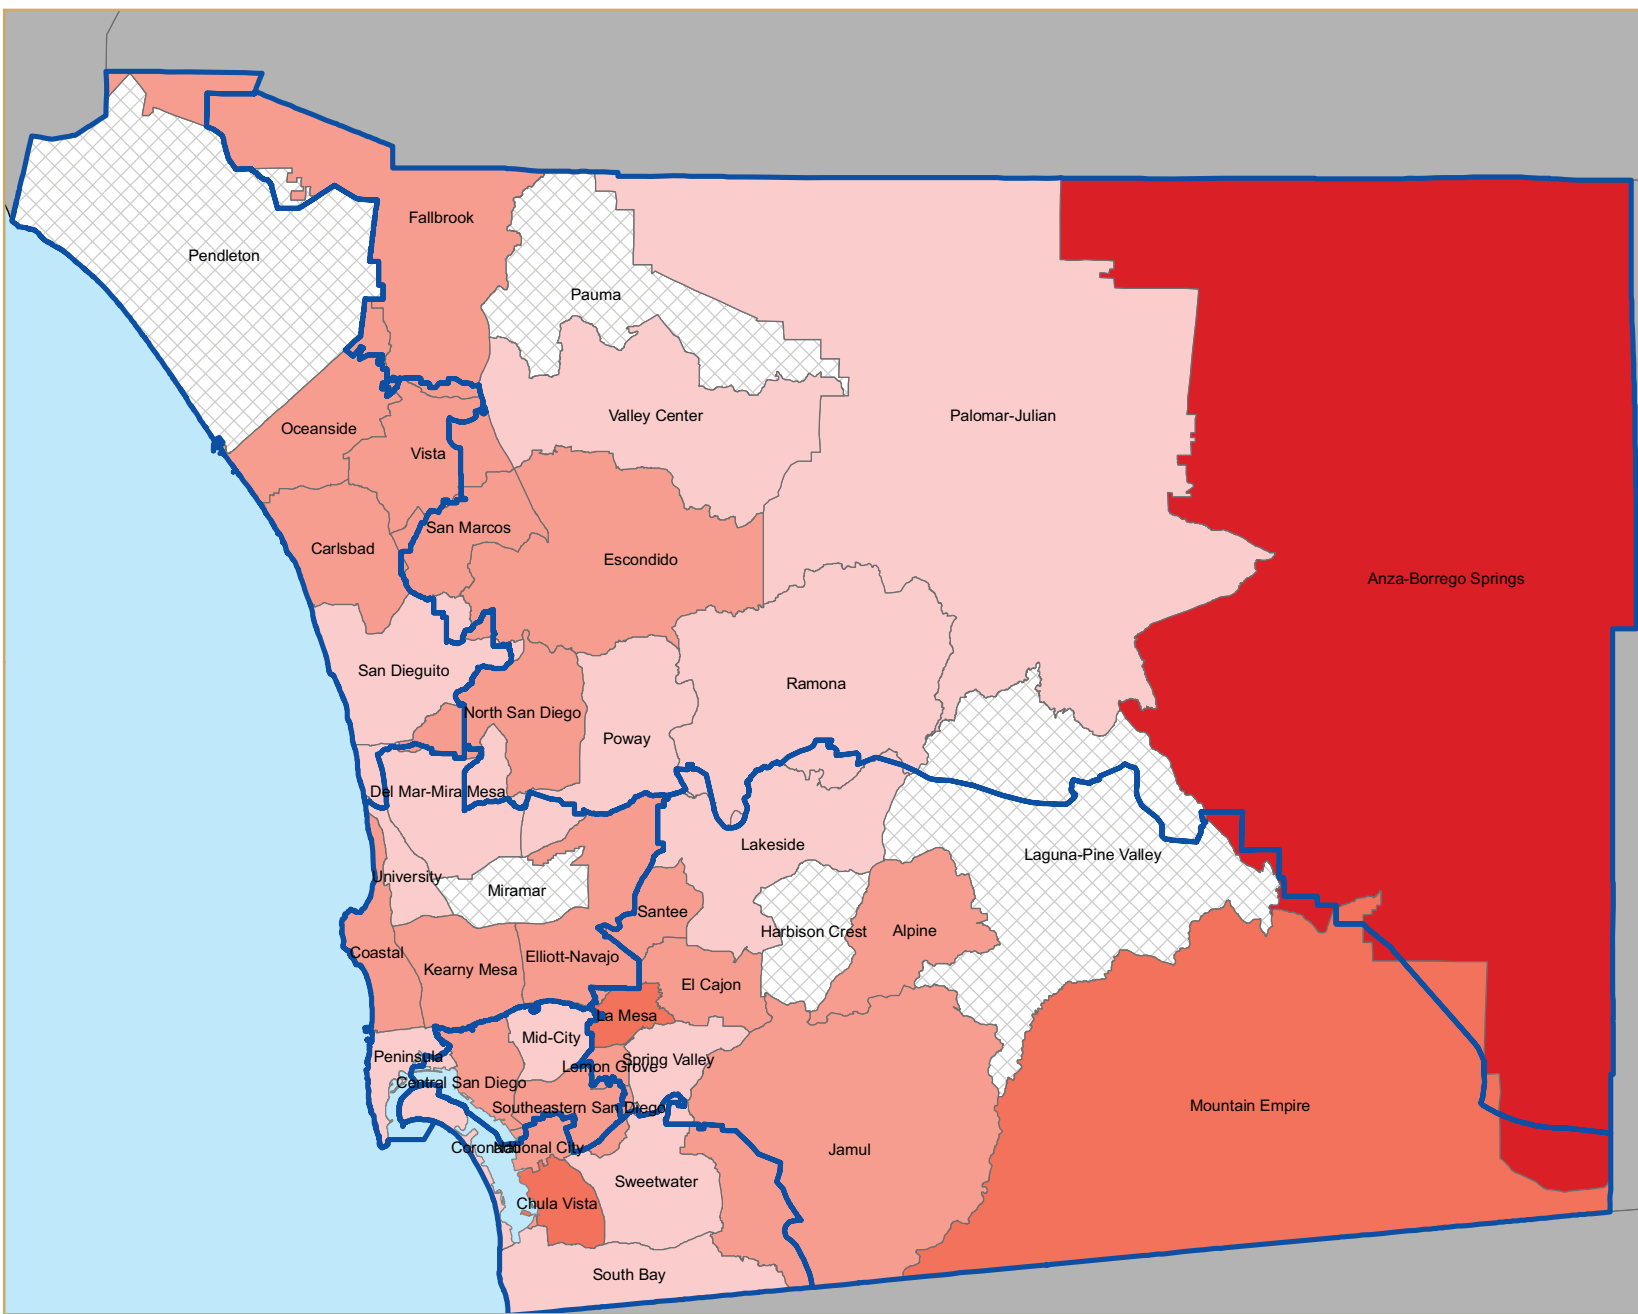 Fallbrook
Pendleton
Pauma
Valley Center
Palomar-Julian
Oceanside
Vista
San Marcos
Carlsbad
Escondido
Anza-Borrego Springs
San Dieguito
Ramona
North San Diego
Poway
Del Mar-Mira Mesa
Lakeside
Laguna-Pine Valley
University
Miramar
Santee
Harbison Crest
Alpine
Coastal
Elliott-Navajo
Kearny Mesa
El Cajon
La Mesa
Mid-City
Peninsula
Spring Valley
Lemon Grove
Central San Diego
Southeastern San Diego
Mountain Empire
Coronado
National City
Jamul
Sweetwater
Chula Vista
South Bay